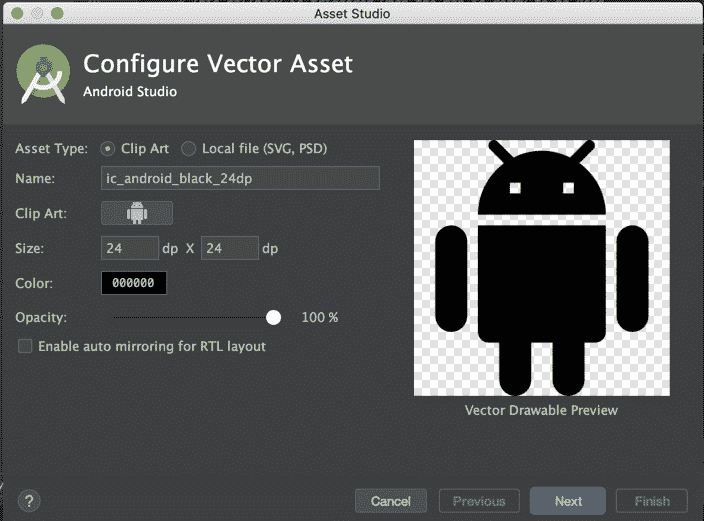 Asset Studio
Configure Vector Asset
Android Studio
Asset Type: Clip Art Local file (SVG, PSD)
Name: ic_android_black_24dp
Clip Art:
Size: 24 dp X 24 dp
Color: 000000
Opacity: 100 %
Enable auto mirroring for RTL layout
Vector Drawable Preview
? Cancel Previous Next Finish